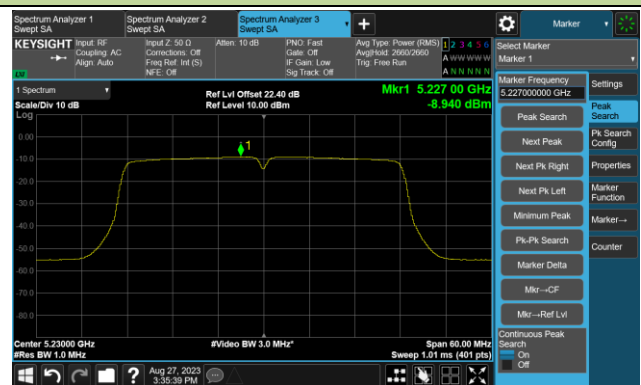 Spectrum Analyzer 1
Swept SA
Spectrum Analyzer 2
Swept SA
Spectrum Analyzer 3
Swept SA
Marker
KEYSIGHT
Input: RF
Coupling: AC
Align: Auto
Input Z: 50 Ω
Corrections: Off
Freq Ref: Int (S)
NFE: Off
Atten: 10 dB
PNO: Fast
Gate: Off
IF Gain: Low
Sig Track: Off
Avg Type: Power (RMS)
Avg|Hold: 2660/2660
Trig: Free Run
1 2 3 4 5 6
A W W W W W
A N N N N N
LXI
Select Marker
Marker 1
1 Spectrum
Scale/Div 10 dB
Ref Lvl Offset 22.40 dB
Ref Level 10.00 dBm
Mkr1 5.227 00 GHz
-8.940 dBm
Log
0.00
-10.0
-20.0
-30.0
-40.0
-50.0
-60.0
-70.0
-80.0
1
Center 5.23000 GHz
#Res BW 1.0 MHz
#Video BW 3.0 MHz*
Span 60.00 MHz
Sweep 1.01 ms (401 pts)
Marker Frequency
5.227000000 GHz
Peak Search
Next Peak
Next Pk Right
Next Pk Left
Minimum Peak
Pk-Pk Search
Marker Delta
Mkr→CF
Mkr→Ref Lvl
Continuous Peak
Search
On
Off
Settings
Peak
Search
Pk Search
Config
Properties
Marker
Function
Marker→
Counter
Aug 27, 2023
3:35:39 PM